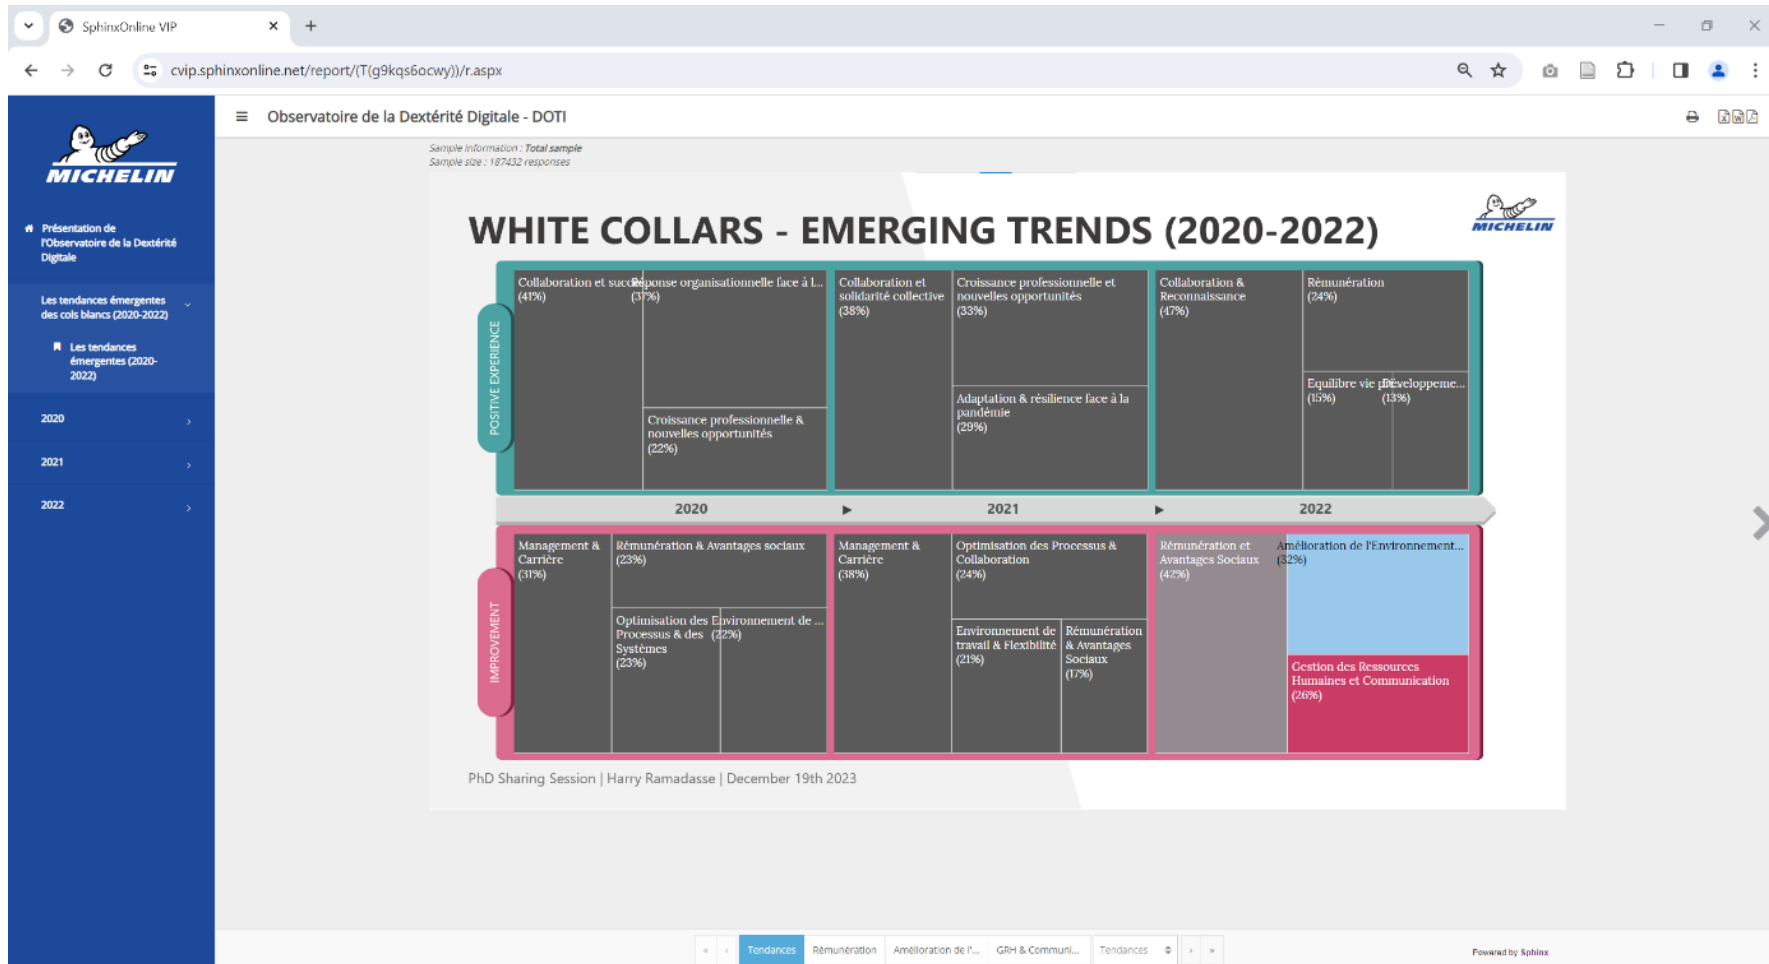 SphinxOnline VIP
cvip.sphinxonline.net/report/(T(g9kqs6ocwy))/r.aspx
MICHELIN
Observatoire de la Dextérité Digitale - DOTI
Présentation de
l'Observatoire de la Dextérité
Digitale
Les tendances émergentes
des cols blancs (2020-2022)
Les tendances
émergentes (2020-
2022)
2020
2021
2022
Sample information : Total sample
Sample size : 187432 responses
WHITE COLLARS - EMERGING TRENDS (2020-2022)
MICHELIN
POSITIVE EXPERIENCE
Collaboration et
(41%)
organisationnelle face à l...
(37%)
Croissance professionnelle &
nouvelles opportunités
(22%)
Collaboration et
solidarité collective
(38%)
Croissance professionnelle et
nouvelles opportunités
(33%)
Adaptation & résilience face à la
pandémie
(29%)
Collaboration &
Reconnaissance
(47%)
Rémunération
(24%)
Equilibre vie
(15%)
Développeme...
(13%)
2020
2021
2022
IMPROVEMENT
Management &
Carrière
(31%)
Rémunération & Avantages sociaux
(23%)
Optimisation des
Processus & des
Systèmes
(23%)
Environnement de ...
(22%)
Management &
Carrière
(38%)
Optimisation des Processus &
Collaboration
(24%)
Environnement de
travail & Flexibilité
(21%)
Rémunération
& Avantages
Sociaux
(17%)
Rémunération et
Avantages Sociaux
(42%)
Amélioration de l'Environnement...
(32%)
Gestion des Ressources
Humaines et Communication
(26%)
PhD Sharing Session | Harry Ramadasse | December 19th 2023
Tendances
Rémunération
Amélioration de l'...
GRH & Communi...
Tendances
Powered by Sphinx